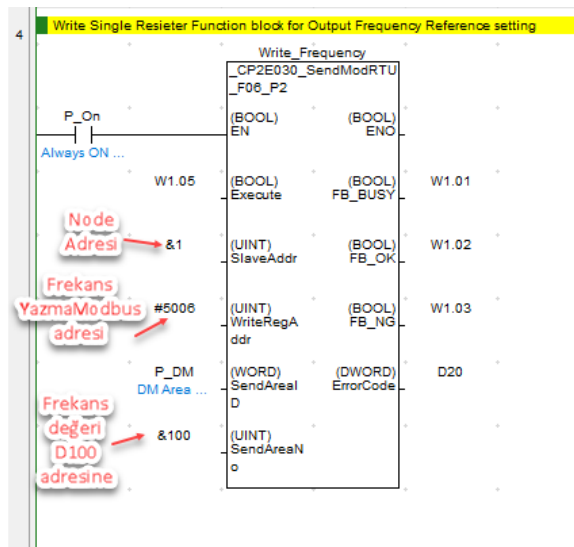 4
Write Single Resieter Function block for Output Frequency Reference setting
Write_Frequency
_CP2E030_SendModRTU
_F06_P2
P_On
(BOOL) (BOOL)
EN ENO
Always ON ...
W1.05 (BOOL) (BOOL) W1.01
Execute FB_BUSY
Node
Adresi
&1 (UINT) (BOOL) W1.02
SlaveAddr FB_OK
Frekans
YazmaModbus
adresi
#5006 (UINT) (BOOL) W1.03
WriteRegA FB_NG
ddr
P_DM (WORD) (DWORD) D20
DM Area ... SendAreaI ErrorCode
D
Frekans
değeri
D100
adresine
&100 (UINT)
SendAreaN
o